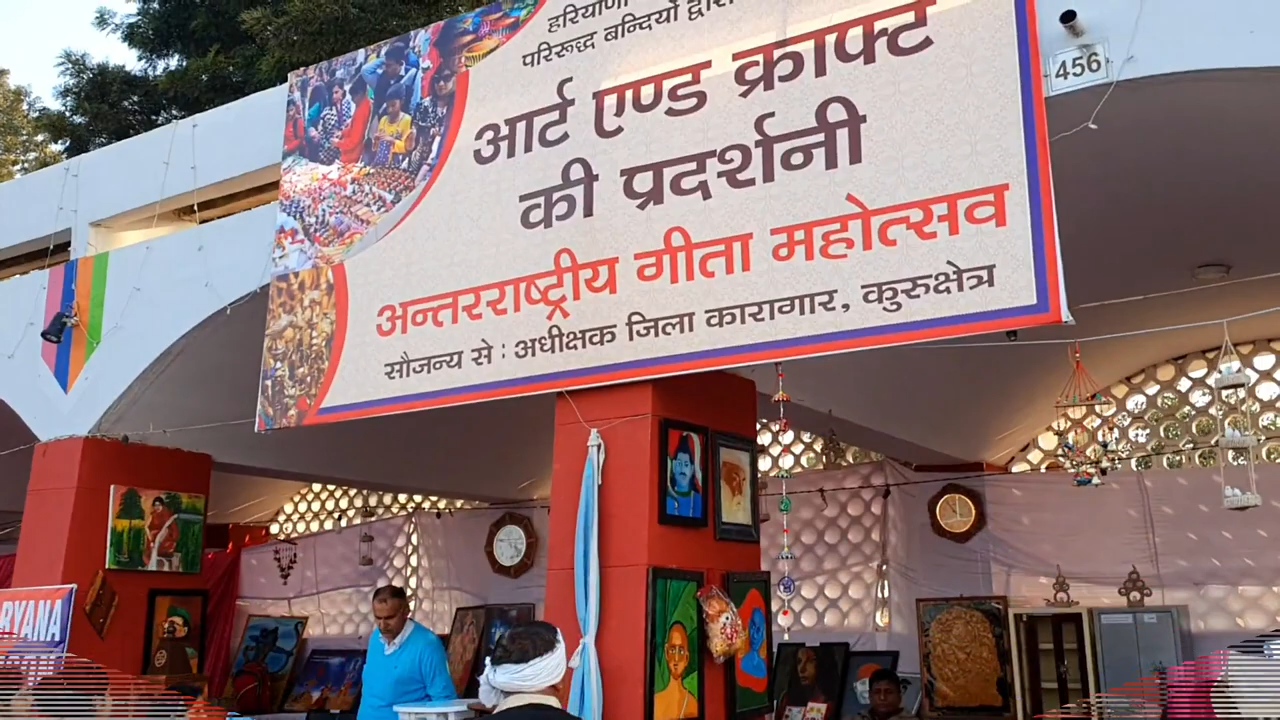 हरियाणा
परिरूद्ध बन्दियों द्वारा
आर्ट एण्ड क्राफ्ट
की प्रदर्शनी
अन्तरराष्ट्रीय गीता महोत्सव
सौजन्य से : अधीक्षक जिला कारागार, कुरुक्षेत्र
456
RYANA